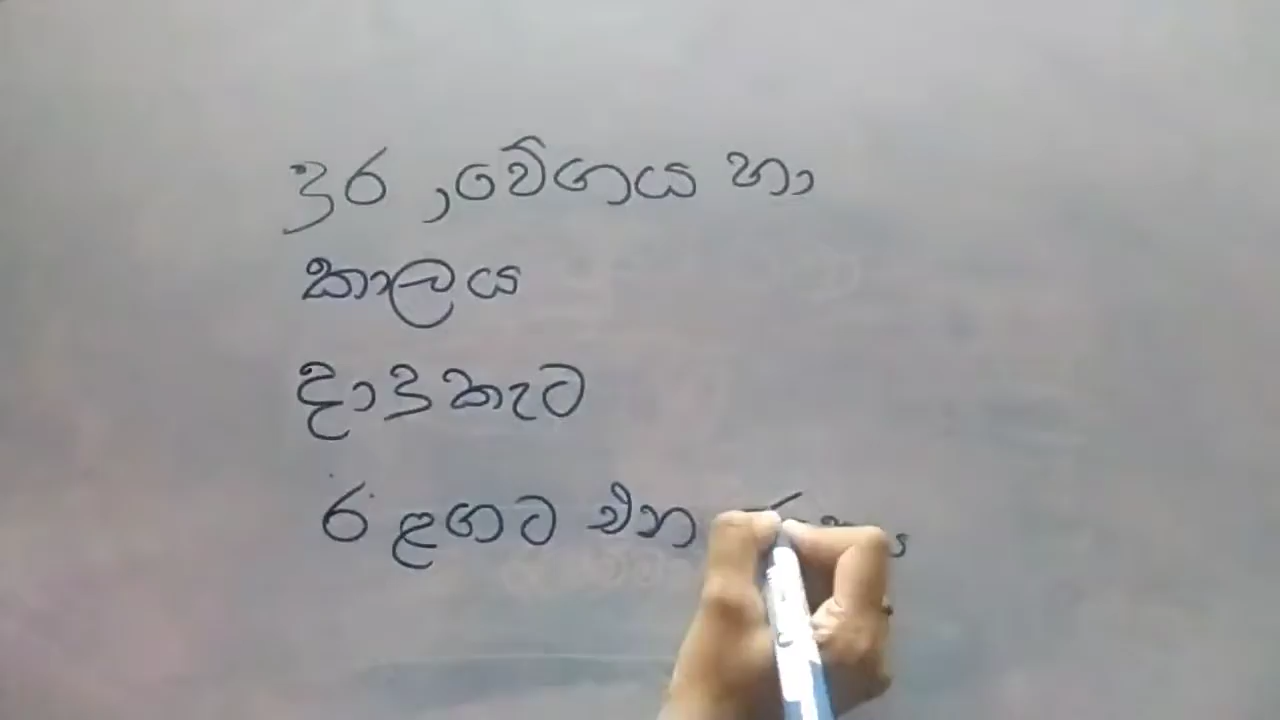 දුර ,වේගය හා
කාලය
දාදුකැට
ඊ ළගට එන